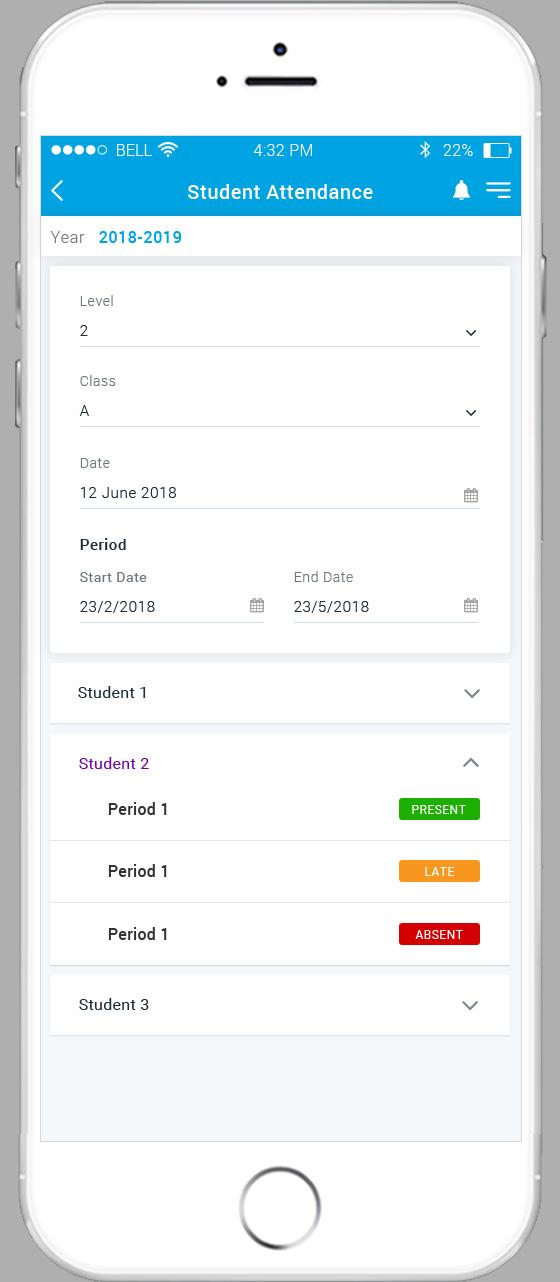 BELL 4:32 PM 22%
Student Attendance
Year 2018-2019
Level
2
Class
A
Date
12 June 2018
Period
Start Date End Date
23/2/2018 23/5/2018
Student 1
Student 2
Period 1 PRESENT
Period 1 LATE
Period 1 ABSENT
Student 3